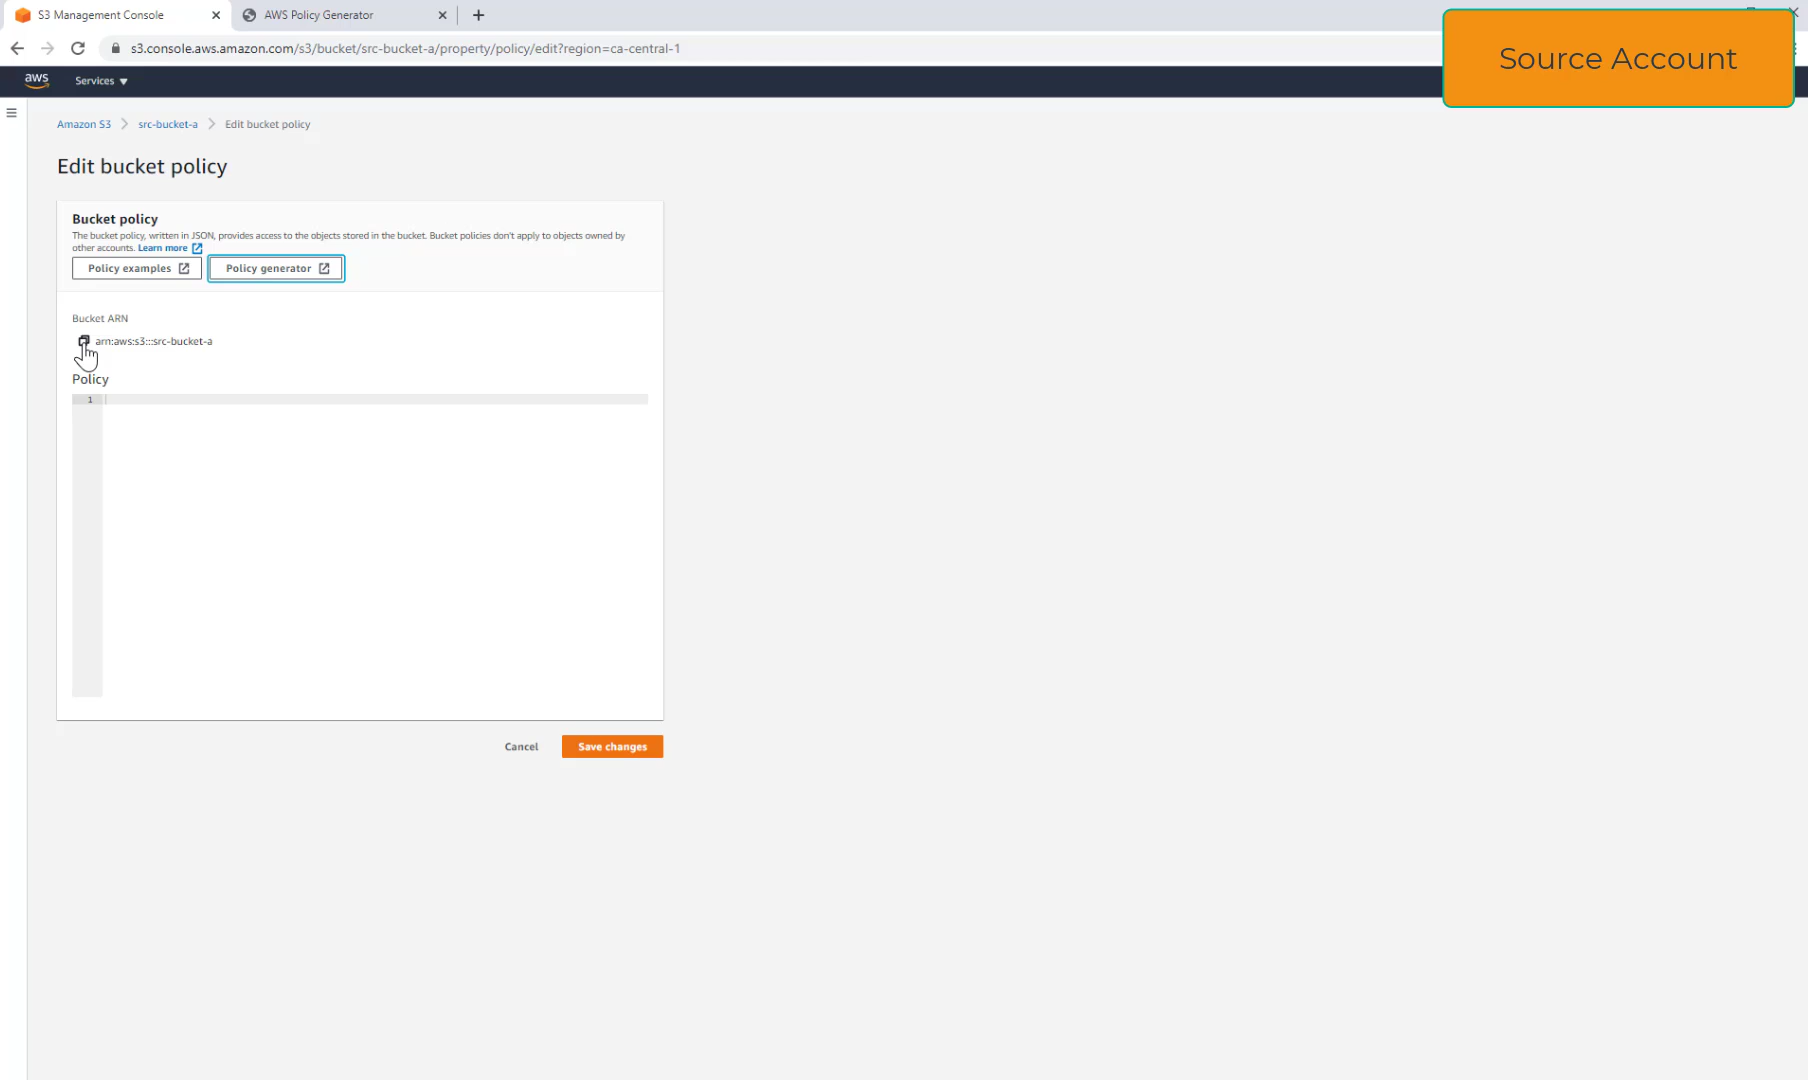 S3 Management Console
AWS Policy Generator
s3.console.aws.amazon.com/s3/bucket/src-bucket-a/property/policy/edit?region=ca-central-1
Source Account
aws
Services
Amazon S3
src-bucket-a
Edit bucket policy
Edit bucket policy
Bucket policy
The bucket policy, written in JSON, provides access to the objects stored in the bucket. Bucket policies don't apply to objects owned by
other accounts. Learn more
Policy examples
Policy generator
Bucket ARN
arn:aws:s3:::src-bucket-a
Policy
1
Cancel
Save changes